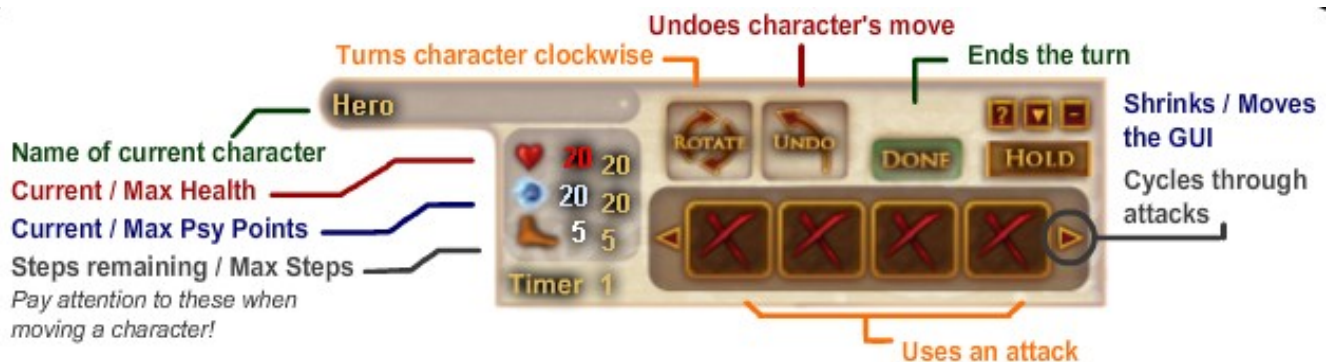 Undoes character's move
Turns character clockwise
Ends the turn
Hero
ROTATE
UNDO
DONE
?
-
HOLD
Shrinks / Moves
the GUI
Name of current character
Current / Max Health
Current / Max Psy Points
Steps remaining / Max Steps
Pay attention to these when
moving a character!
20 20
20 20
5 5
Timer 1
Cycles through
attacks
Uses an attack